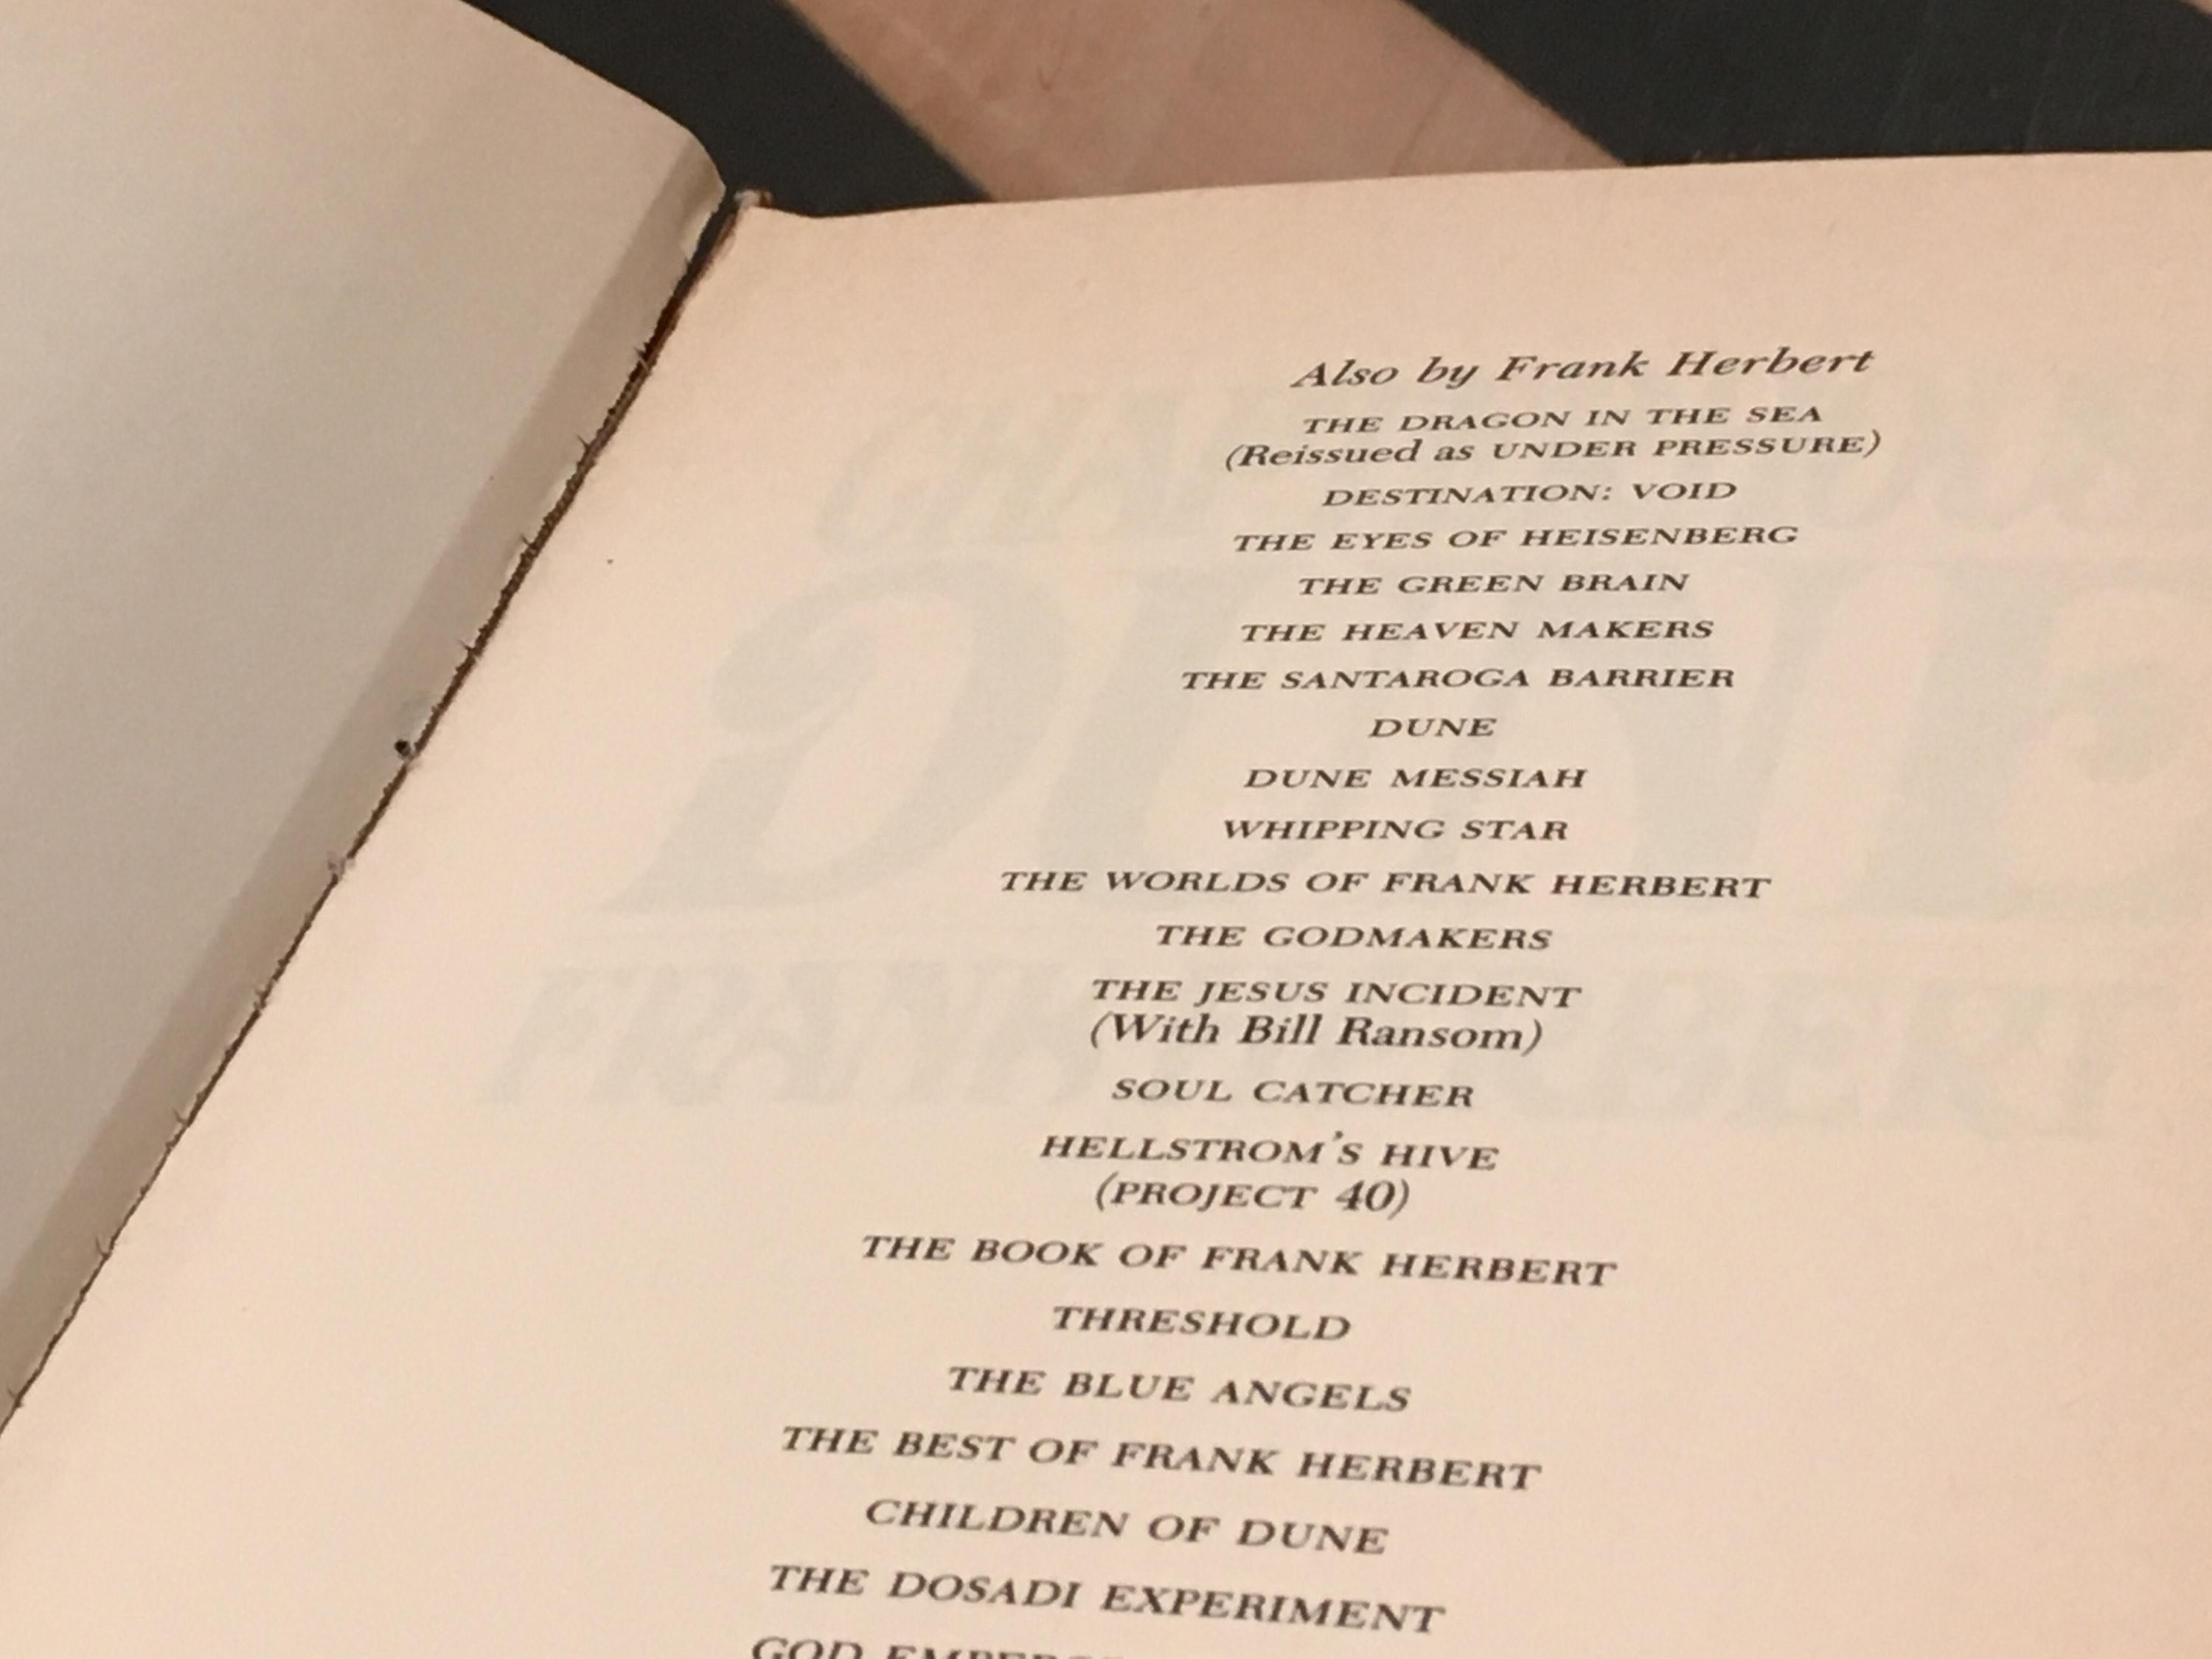 Also by Frank Herbert
THE DRAGON IN THE SEA
(Reissued as UNDER PRESSURE)
DESTINATION: VOID
THE EYES OF HEISENBERG
THE GREEN BRAIN
THE HEAVEN MAKERS
THE SANTAROGA BARRIER
DUNE
DUNE MESSIAH
WHIPPING STAR
THE WORLDS OF FRANK HERBERT
THE GODMAKERS
THE JESUS INCIDENT
(With Bill Ransom)
SOUL CATCHER
HELLSTROM'S HIVE
(PROJECT 40)
THE BOOK OF FRANK HERBERT
THRESHOLD
THE BLUE ANGELS
THE BEST OF FRANK HERBERT
CHILDREN OF DUNE
THE DOSADI EXPERIMENT
GOD